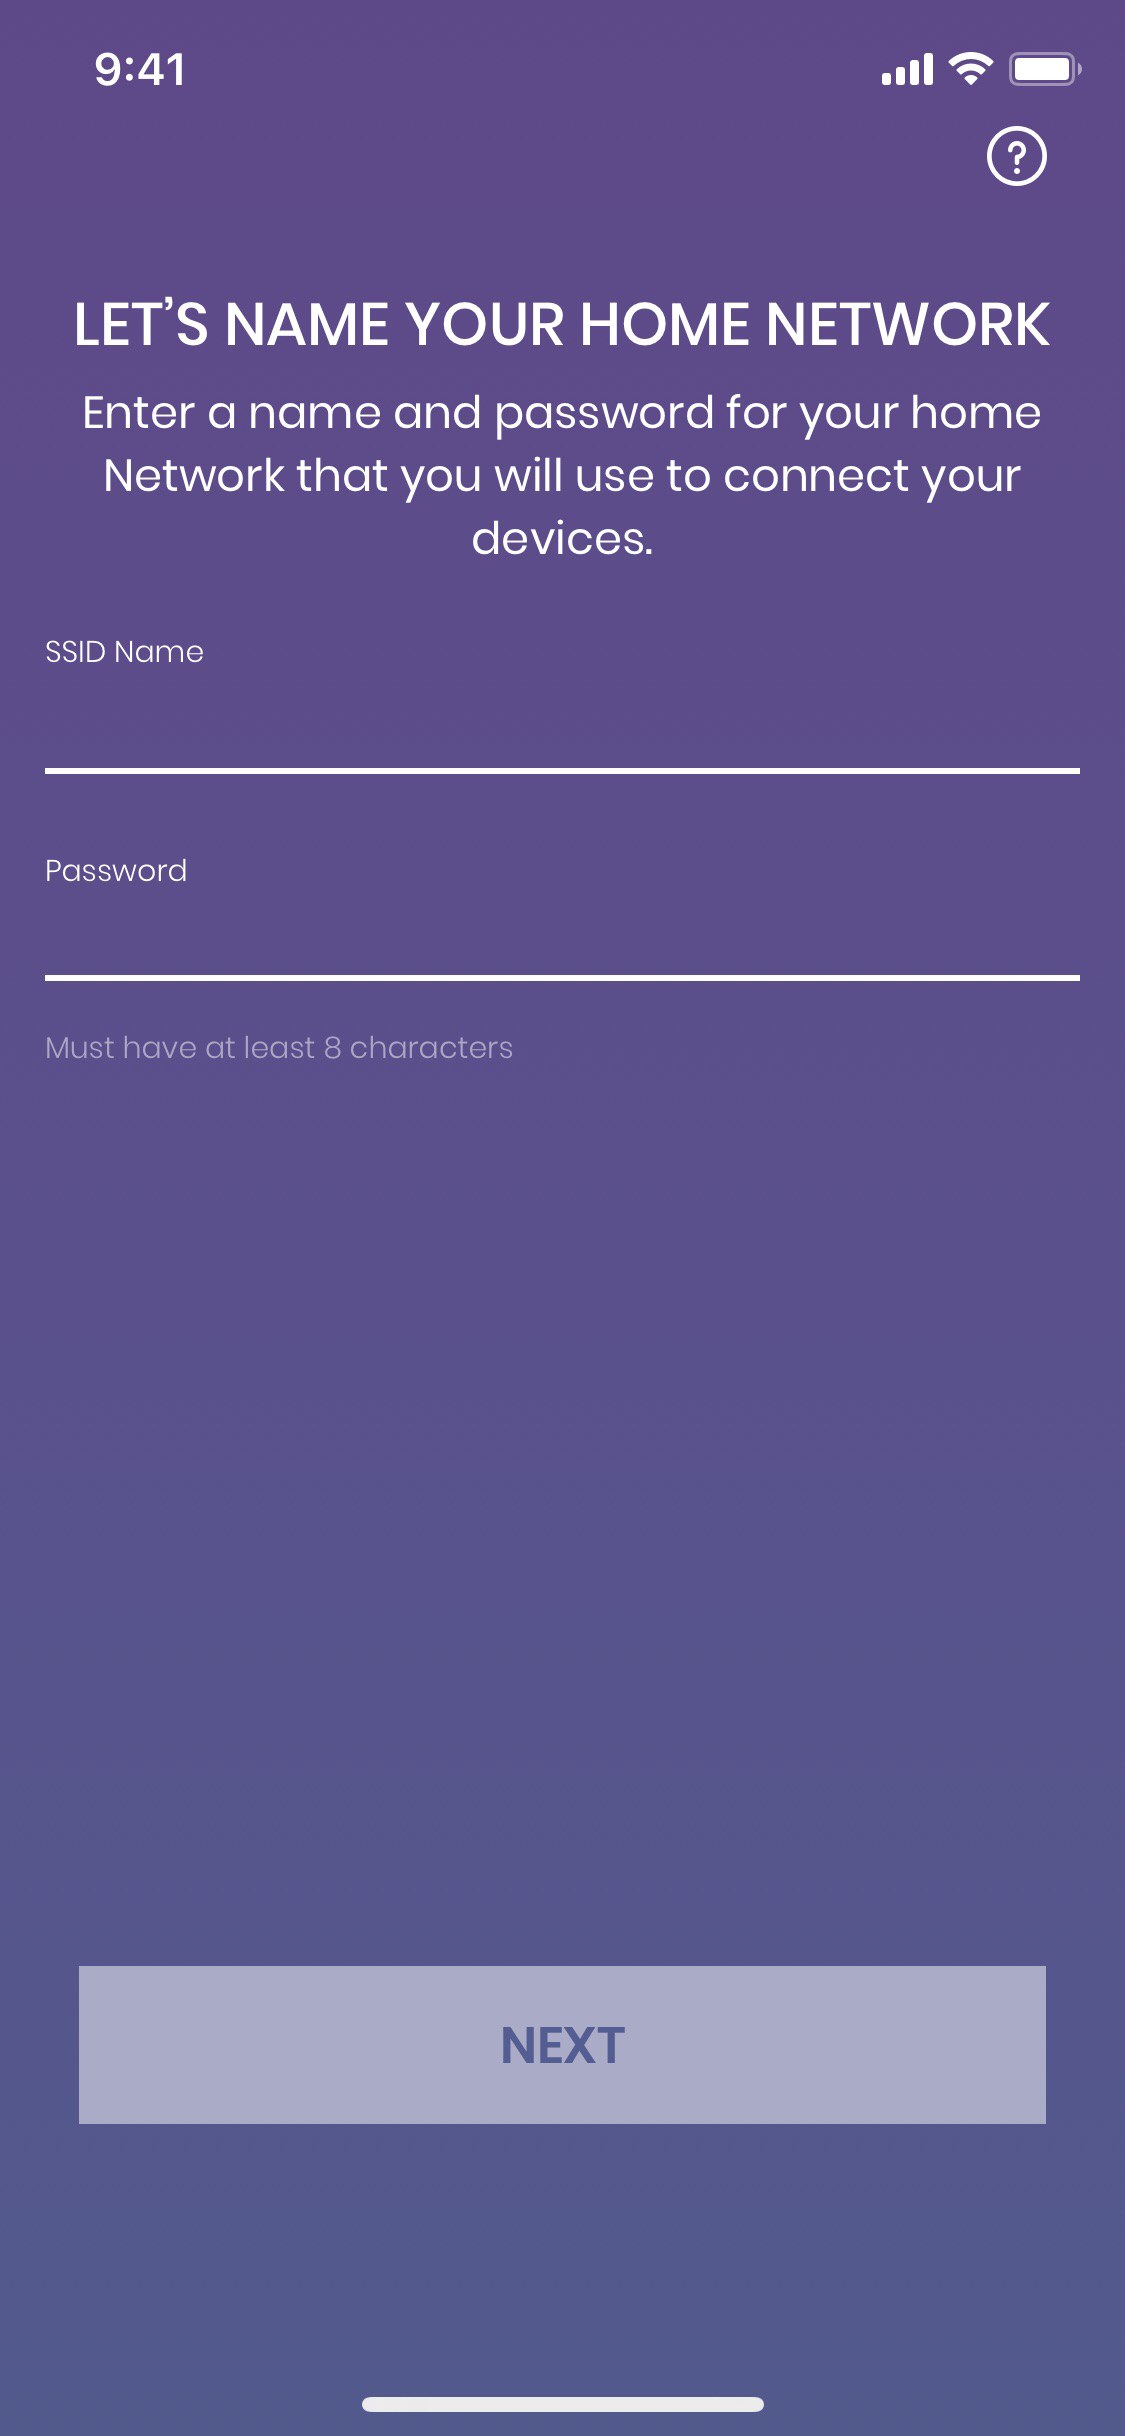 9:41
?
LET’S NAME YOUR HOME NETWORK
Enter a name and password for your home
Network that you will use to connect your
devices.
SSID Name
Password
Must have at least 8 characters
NEXT